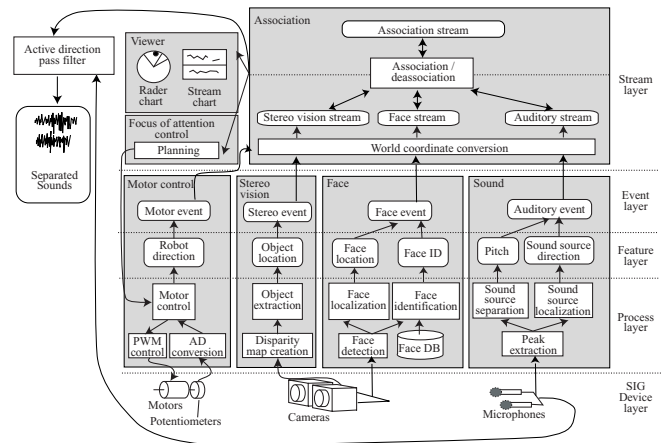 Association
Association stream
Active direction
pass filter
Viewer
Rader
chart
Stream
chart
Association /
deassociation
Stream
layer
Stereo vision stream
Face stream
Auditory stream
Focus of attention
control
Planning
World coordinate conversion
Separated
Sounds
Motor control
Stereo
vision
Face
Sound
Motor event
Stereo event
Face event
Auditory event
Event
layer
Robot
direction
Object
location
Face
location
Face ID
Pitch
Sound source
direction
Feature
layer
Motor
control
Object
extraction
Face
localization
Face
identification
Sound
source
separation
Sound
source
localization
Process
layer
PWM
control
AD
conversion
Disparity
map creation
Face
detection
Face DB
Peak
extraction
Motors
Potentiometers
Cameras
Microphones
SIG
Device
layer